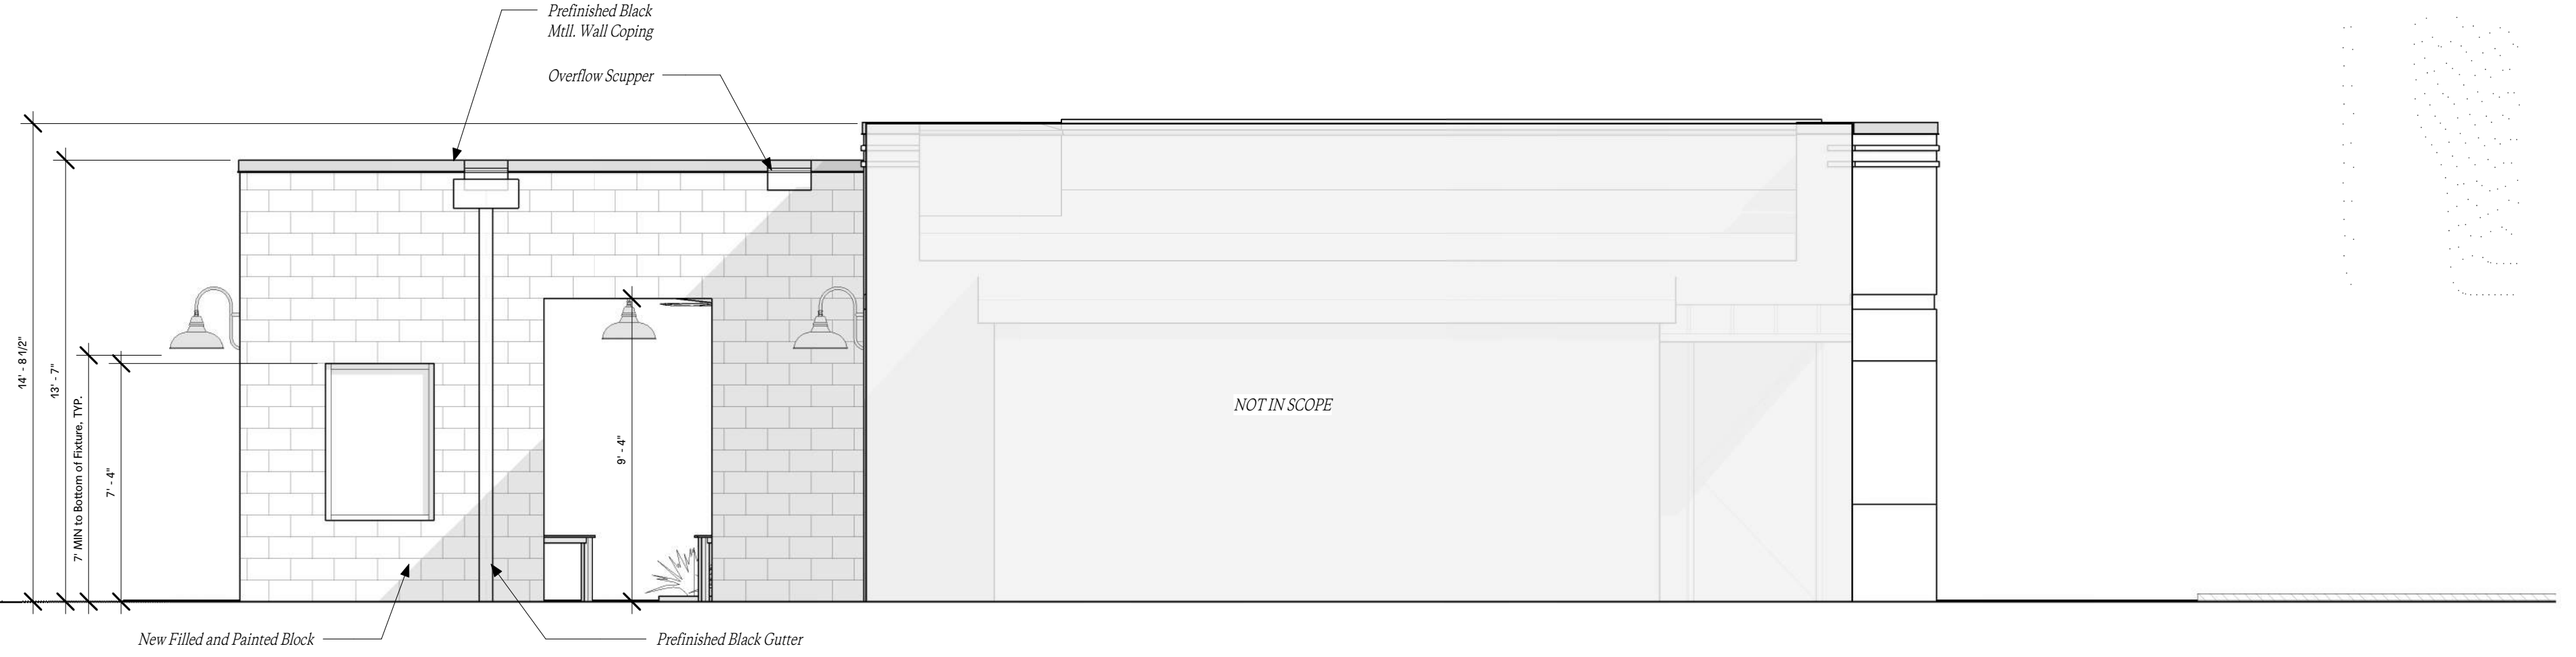 Prefinished Black
Mtll. Wall Coping
Overflow Scupper
14' - 8 1/2"
13' - 7"
7' MIN to Bottom of Fixture, TYP.
7' - 4"
9' - 4"
NOT IN SCOPE
New Filled and Painted Block
Prefinished Black Gutter